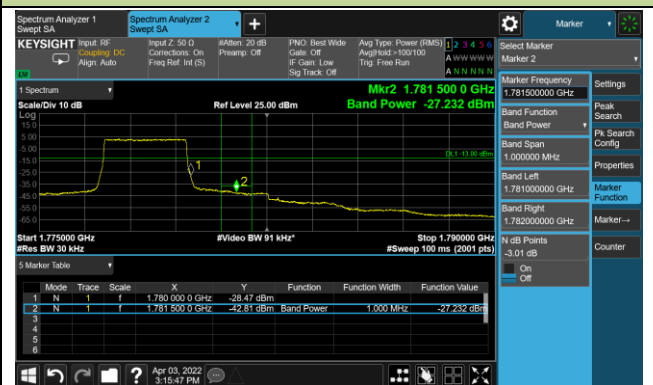 Spectrum Analyzer 1
Swept SA
Spectrum Analyzer 2
Swept SA
KEYSIGHT
Input: RF
Coupling: DC
Align: Auto
Input Z: 50 Ω
Corrections: On
Freq Ref: Int (S)
#Atten: 20 dB
Preamp: Off
PNO: Best Wide
Gate: Off
IF Gain: Low
Sig Track: Off
Avg Type: Power (RMS)
Avg|Hold:>100/100
Trig: Free Run
1 2 3 4 5 6
A W W W W W
A N N N N N
1 Spectrum
Scale/Div 10 dB
Ref Level 25.00 dBm
Mkr2 1.781 500 0 GHz
Band Power -27.232 dBm
Log
15.0
5.00
-5.00
-15.0
-25.0
-35.0
-45.0
-55.0
-65.0
DL1 -13.00 dBm
1
2
Start 1.775000 GHz
#Video BW 91 kHz*
Stop 1.790000 GHz
#Res BW 30 kHz
#Sweep 100 ms (2001 pts)
5 Marker Table
Mode Trace Scale X Y Function Function Width Function Value
1 N 1 f 1.780 000 0 GHz -28.47 dBm
2 N 1 f 1.781 500 0 GHz -42.81 dBm Band Power 1.000 MHz -27.232 dBm
3
4
5
6
Apr 03, 2022
3:15:47 PM
Marker
Select Marker
Marker 2
Marker Frequency
1.781500000 GHz
Band Function
Band Power
Band Span
1.000000 MHz
Band Left
1.781000000 GHz
Band Right
1.782000000 GHz
N dB Points
-3.01 dB
On
Off
Settings
Peak
Search
Pk Search
Config
Properties
Marker
Function
Marker→
Counter